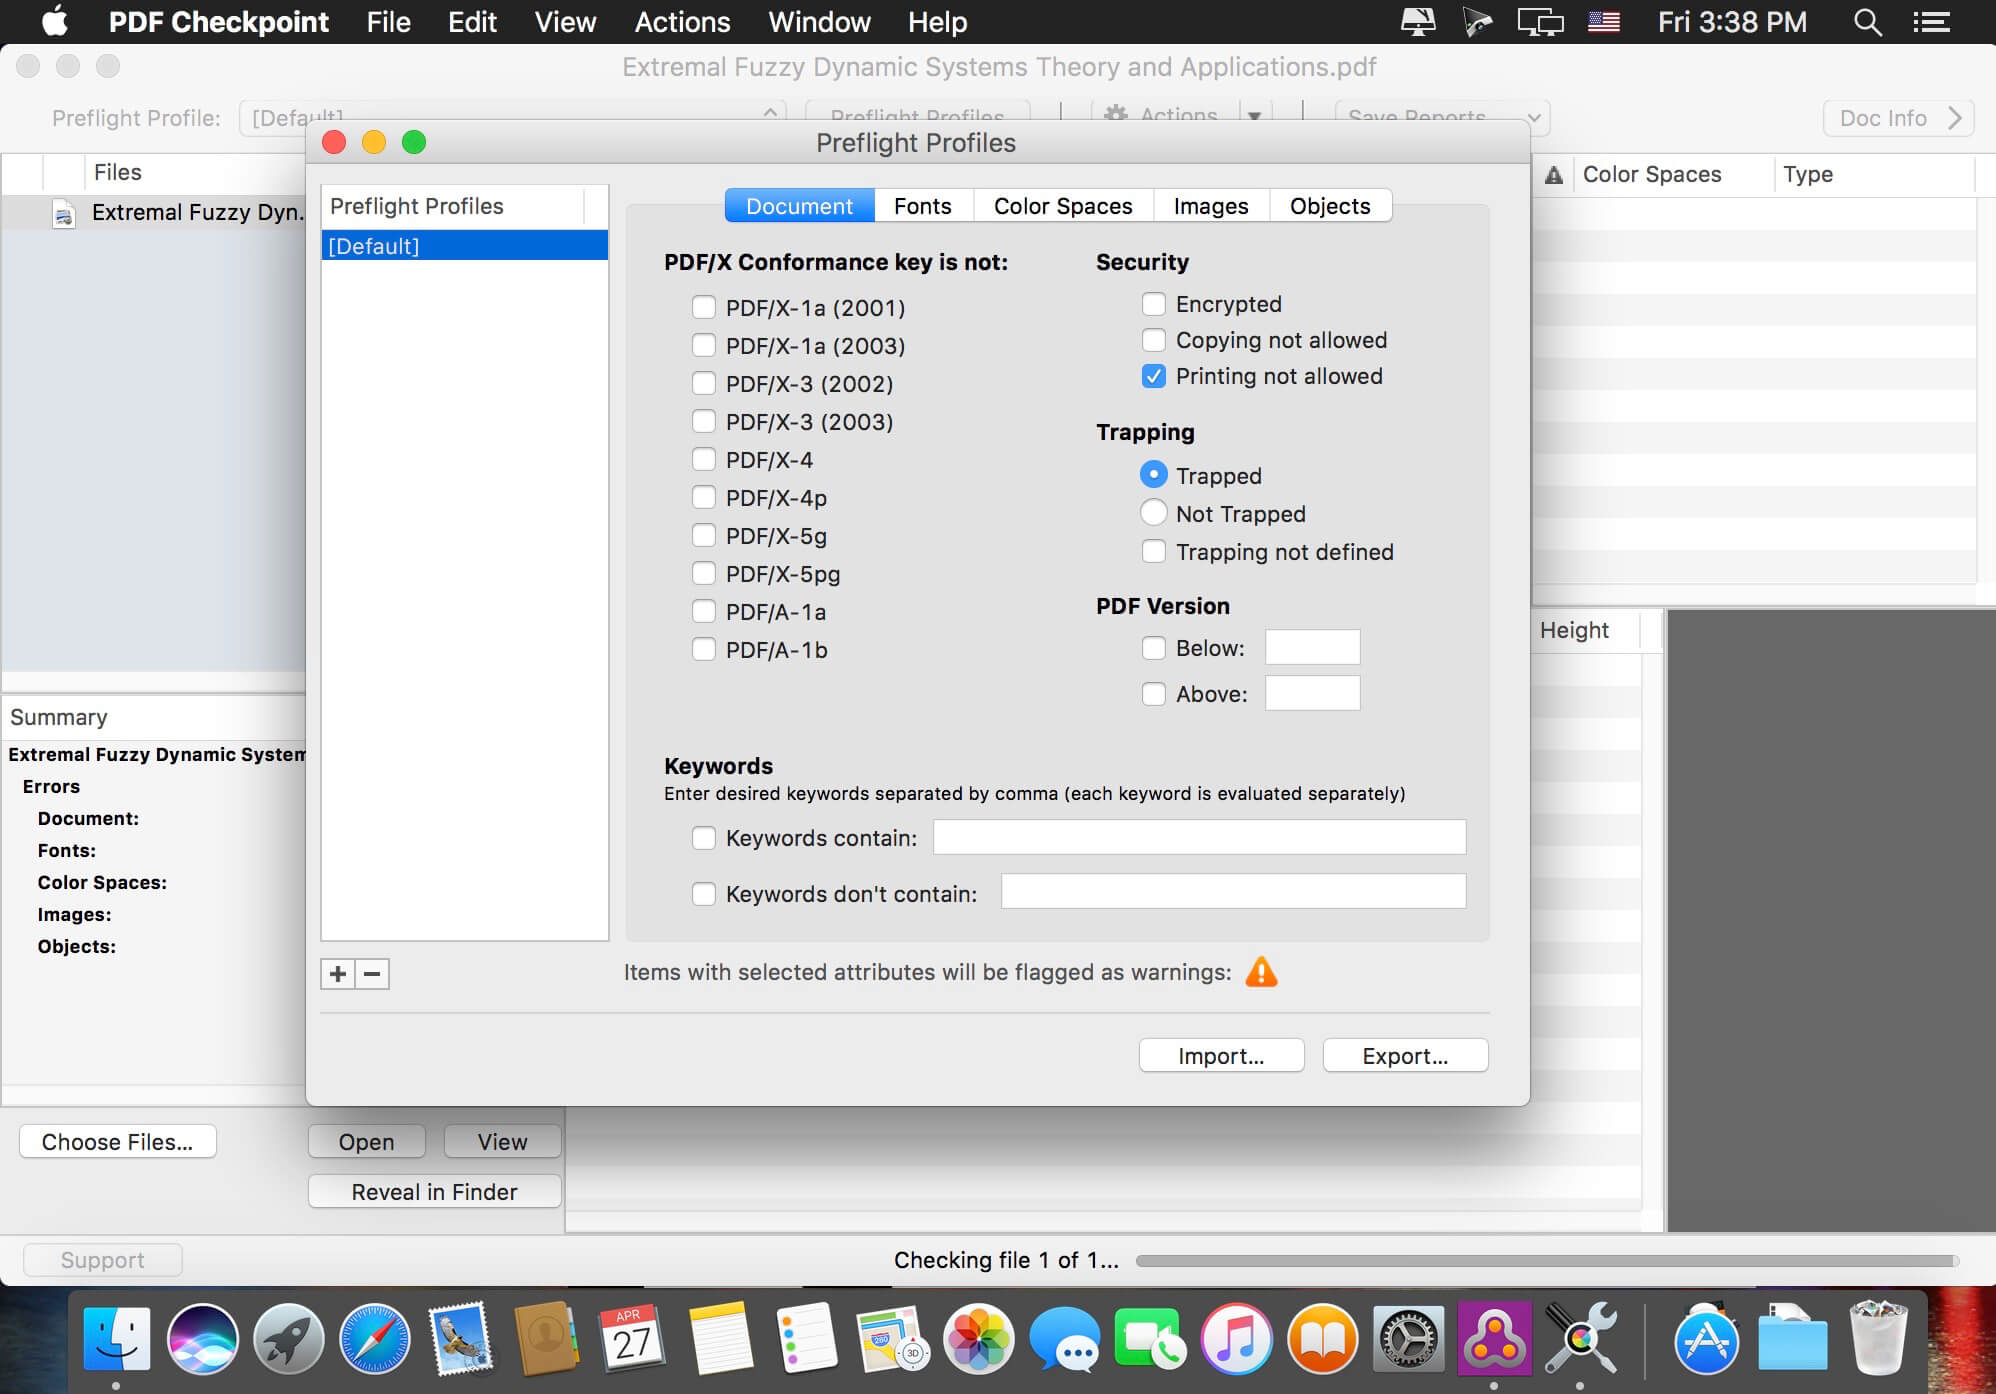 PDF Checkpoint File Edit View Actions Window Help Fri 3:38 PM
Extremal Fuzzy Dynamic Systems Theory and Applications.pdf
Preflight Profile: [Default] Preflight Profiles Actions Save Reports Doc Info
Preflight Profiles
Files
Extremal Fuzzy Dyn.
Color Spaces Type
Preflight Profiles
[Default]
Document Fonts Color Spaces Images Objects
PDF/X Conformance key is not:
PDF/X-1a (2001)
PDF/X-1a (2003)
PDF/X-3 (2002)
PDF/X-3 (2003)
PDF/X-4
PDF/X-4p
PDF/X-5g
PDF/X-5pg
PDF/A-1a
PDF/A-1b
Security
Encrypted
Copying not allowed
Printing not allowed
Trapping
Trapped
Not Trapped
Trapping not defined
PDF Version
Below:
Above:
Keywords
Enter desired keywords separated by comma (each keyword is evaluated separately)
Keywords contain:
Keywords don't contain:
Items with selected attributes will be flagged as warnings:
Import...
Export...
Height
Summary
Extremal Fuzzy Dynamic System
Errors
Document:
Fonts:
Color Spaces:
Images:
Objects:
Choose Files... Open View
Reveal in Finder
Support
Checking file 1 of 1...
APR
27
280
3D